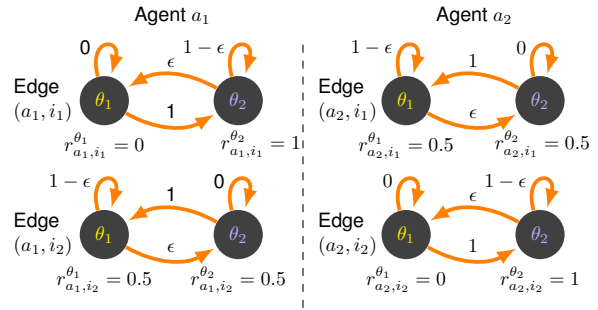 Agent a₁ Agent a₂
0 1 − ϵ 1 − ϵ 0
ϵ 1
Edge (a₁, i₁) θ₁ θ₂ Edge (a₂, i₁) θ₁ θ₂
1 ϵ
r^{θ₁}_{a₁,i₁} = 0 r^{θ₂}_{a₁,i₁} = 1 r^{θ₁}_{a₂,i₁} = 0.5 r^{θ₂}_{a₂,i₁} = 0.5
1 − ϵ 0 0 1 − ϵ
1 ϵ
Edge (a₁, i₂) θ₁ θ₂ Edge (a₂, i₂) θ₁ θ₂
ϵ 1
r^{θ₁}_{a₁,i₂} = 0.5 r^{θ₂}_{a₁,i₂} = 0.5 r^{θ₁}_{a₂,i₂} = 0 r^{θ₂}_{a₂,i₂} = 1